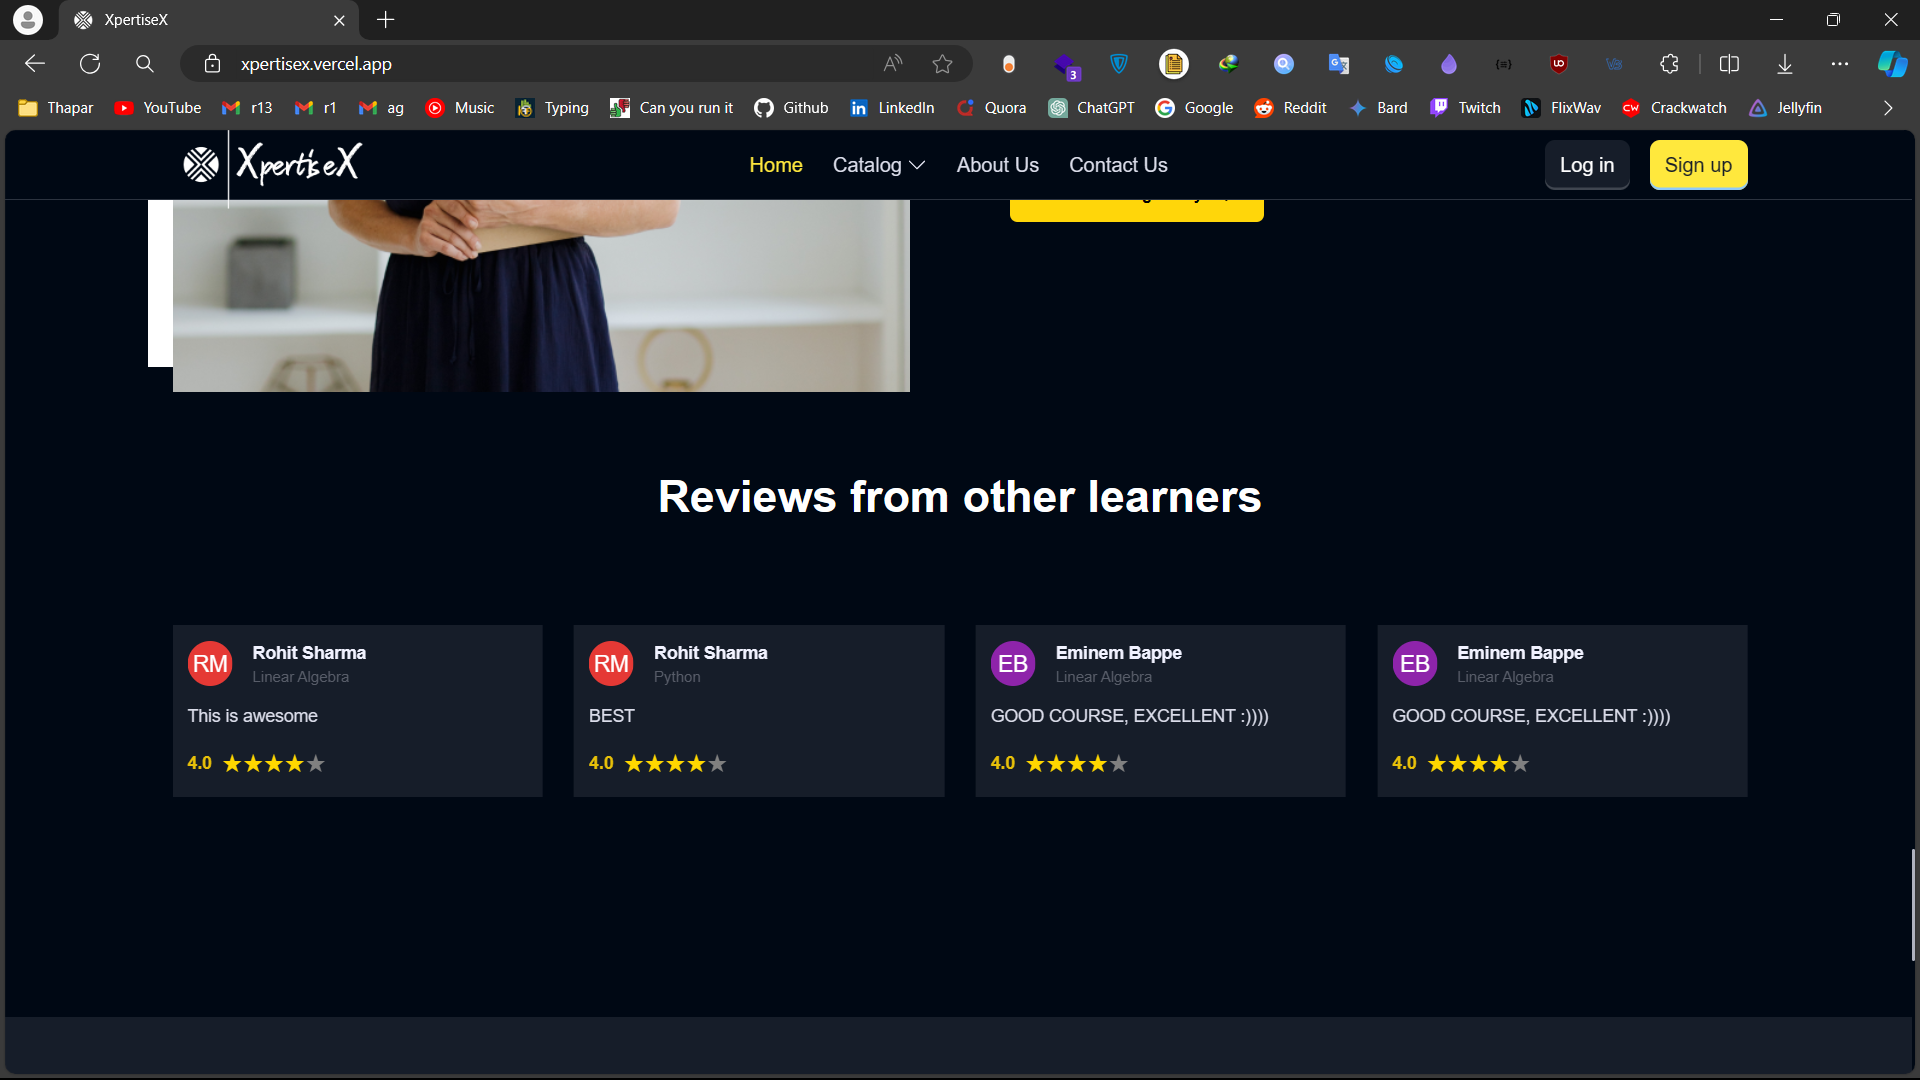 XpertiseX
xpertisex.vercel.app
3
Thapar
YouTube
r13
r1
ag
Music
Typing
Can you run it
Github
LinkedIn
Quora
ChatGPT
Google
Reddit
Bard
Twitch
FlixWav
Crackwatch
Jellyfin
XpertiseX
Home
Catalog
About Us
Contact Us
Log in
Sign up
Reviews from other learners
RM
Rohit Sharma
Linear Algebra
This is awesome
4.0
RM
Rohit Sharma
Python
BEST
4.0
EB
Eminem Bappe
Linear Algebra
GOOD COURSE, EXCELLENT :))))
4.0
EB
Eminem Bappe
Linear Algebra
GOOD COURSE, EXCELLENT :))))
4.0